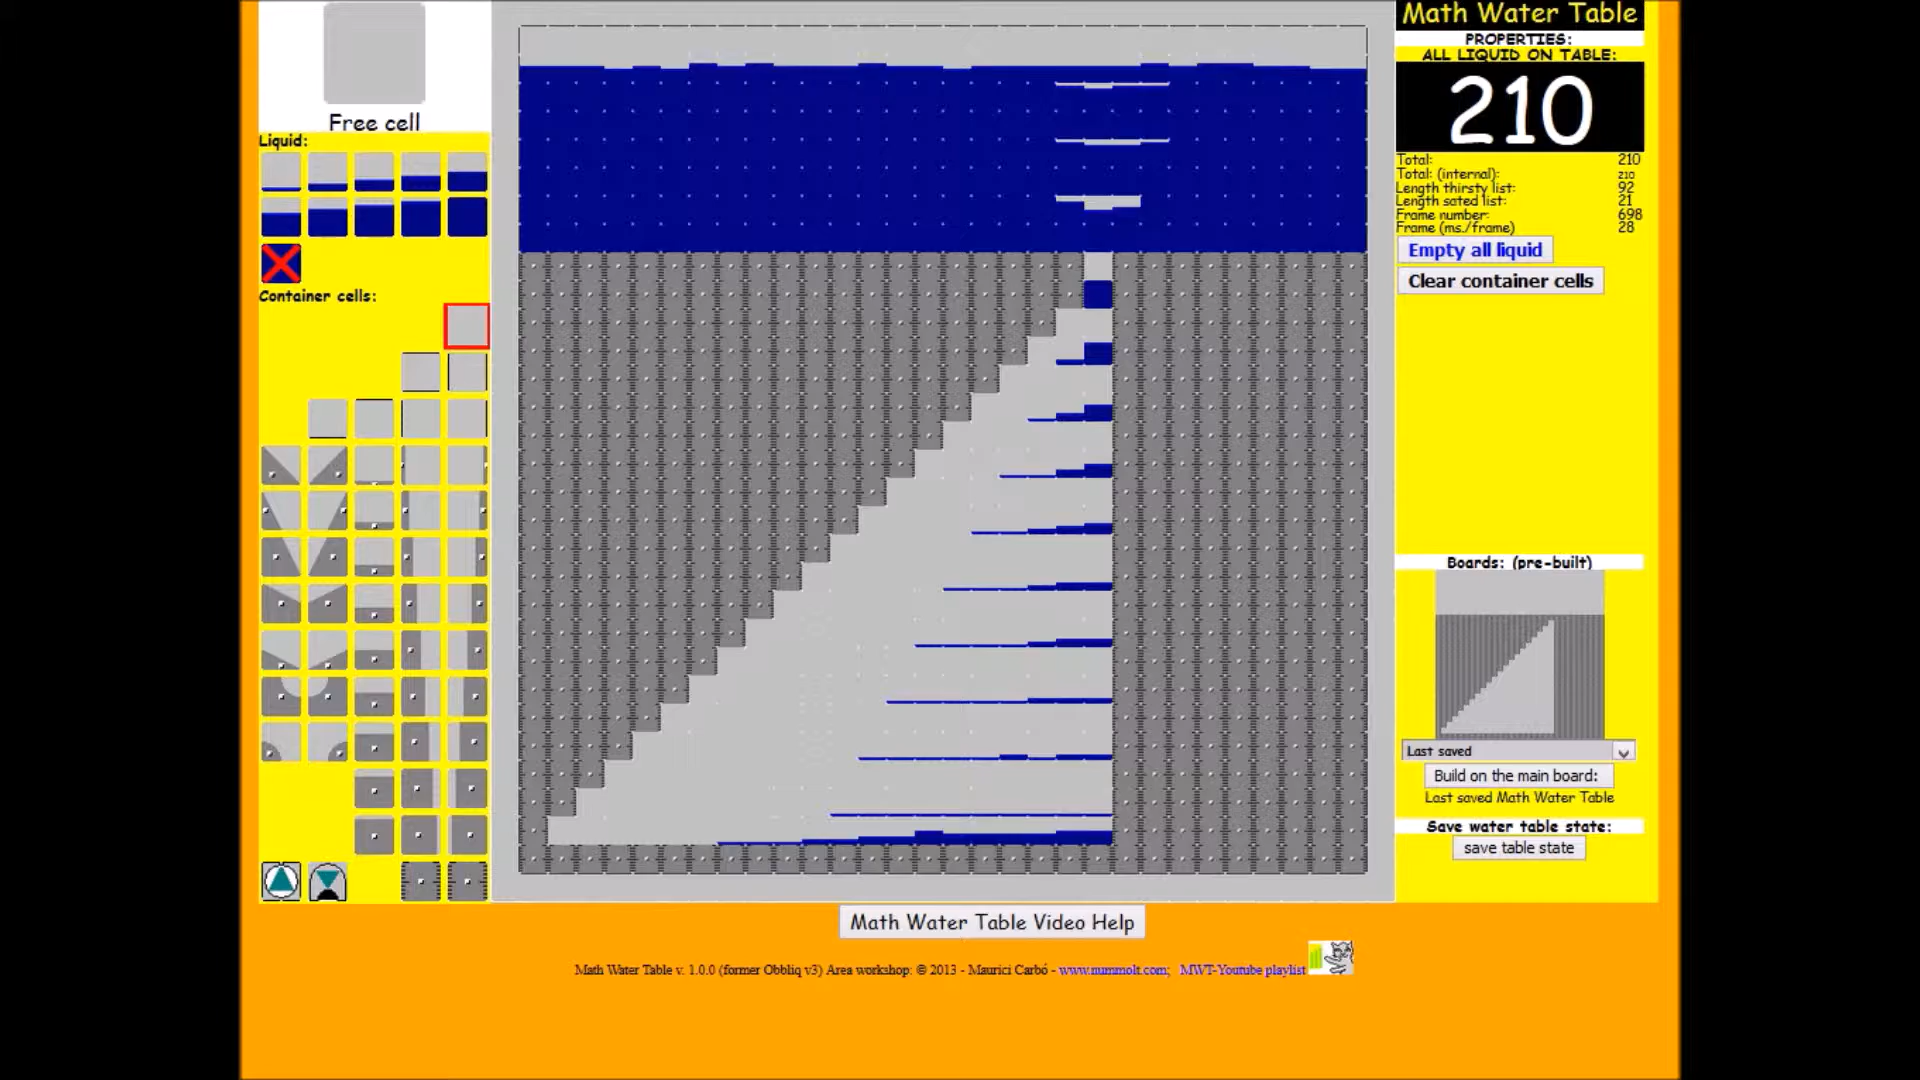 Free cell
Liquid:
Container cells:
Math Water Table
PROPERTIES:
ALL LIQUID ON TABLE:
210
Total: 210
Total: (internal): 210
Length thirsty list: 92
Length sated list: 21
Frame number: 698
Frame (ms./frame) 28
Empty all liquid
Clear container cells
Boards: (pre-built)
Last saved
Build on the main board:
Last saved Math Water Table
Save water table state:
save table state
Math Water Table Video Help
Math Water Table v. 1.0.0 (former Obbliq v3) Area workshop: © 2013 - Maurici Carbó - www.nummolt.com; MWT-Youtube playlist